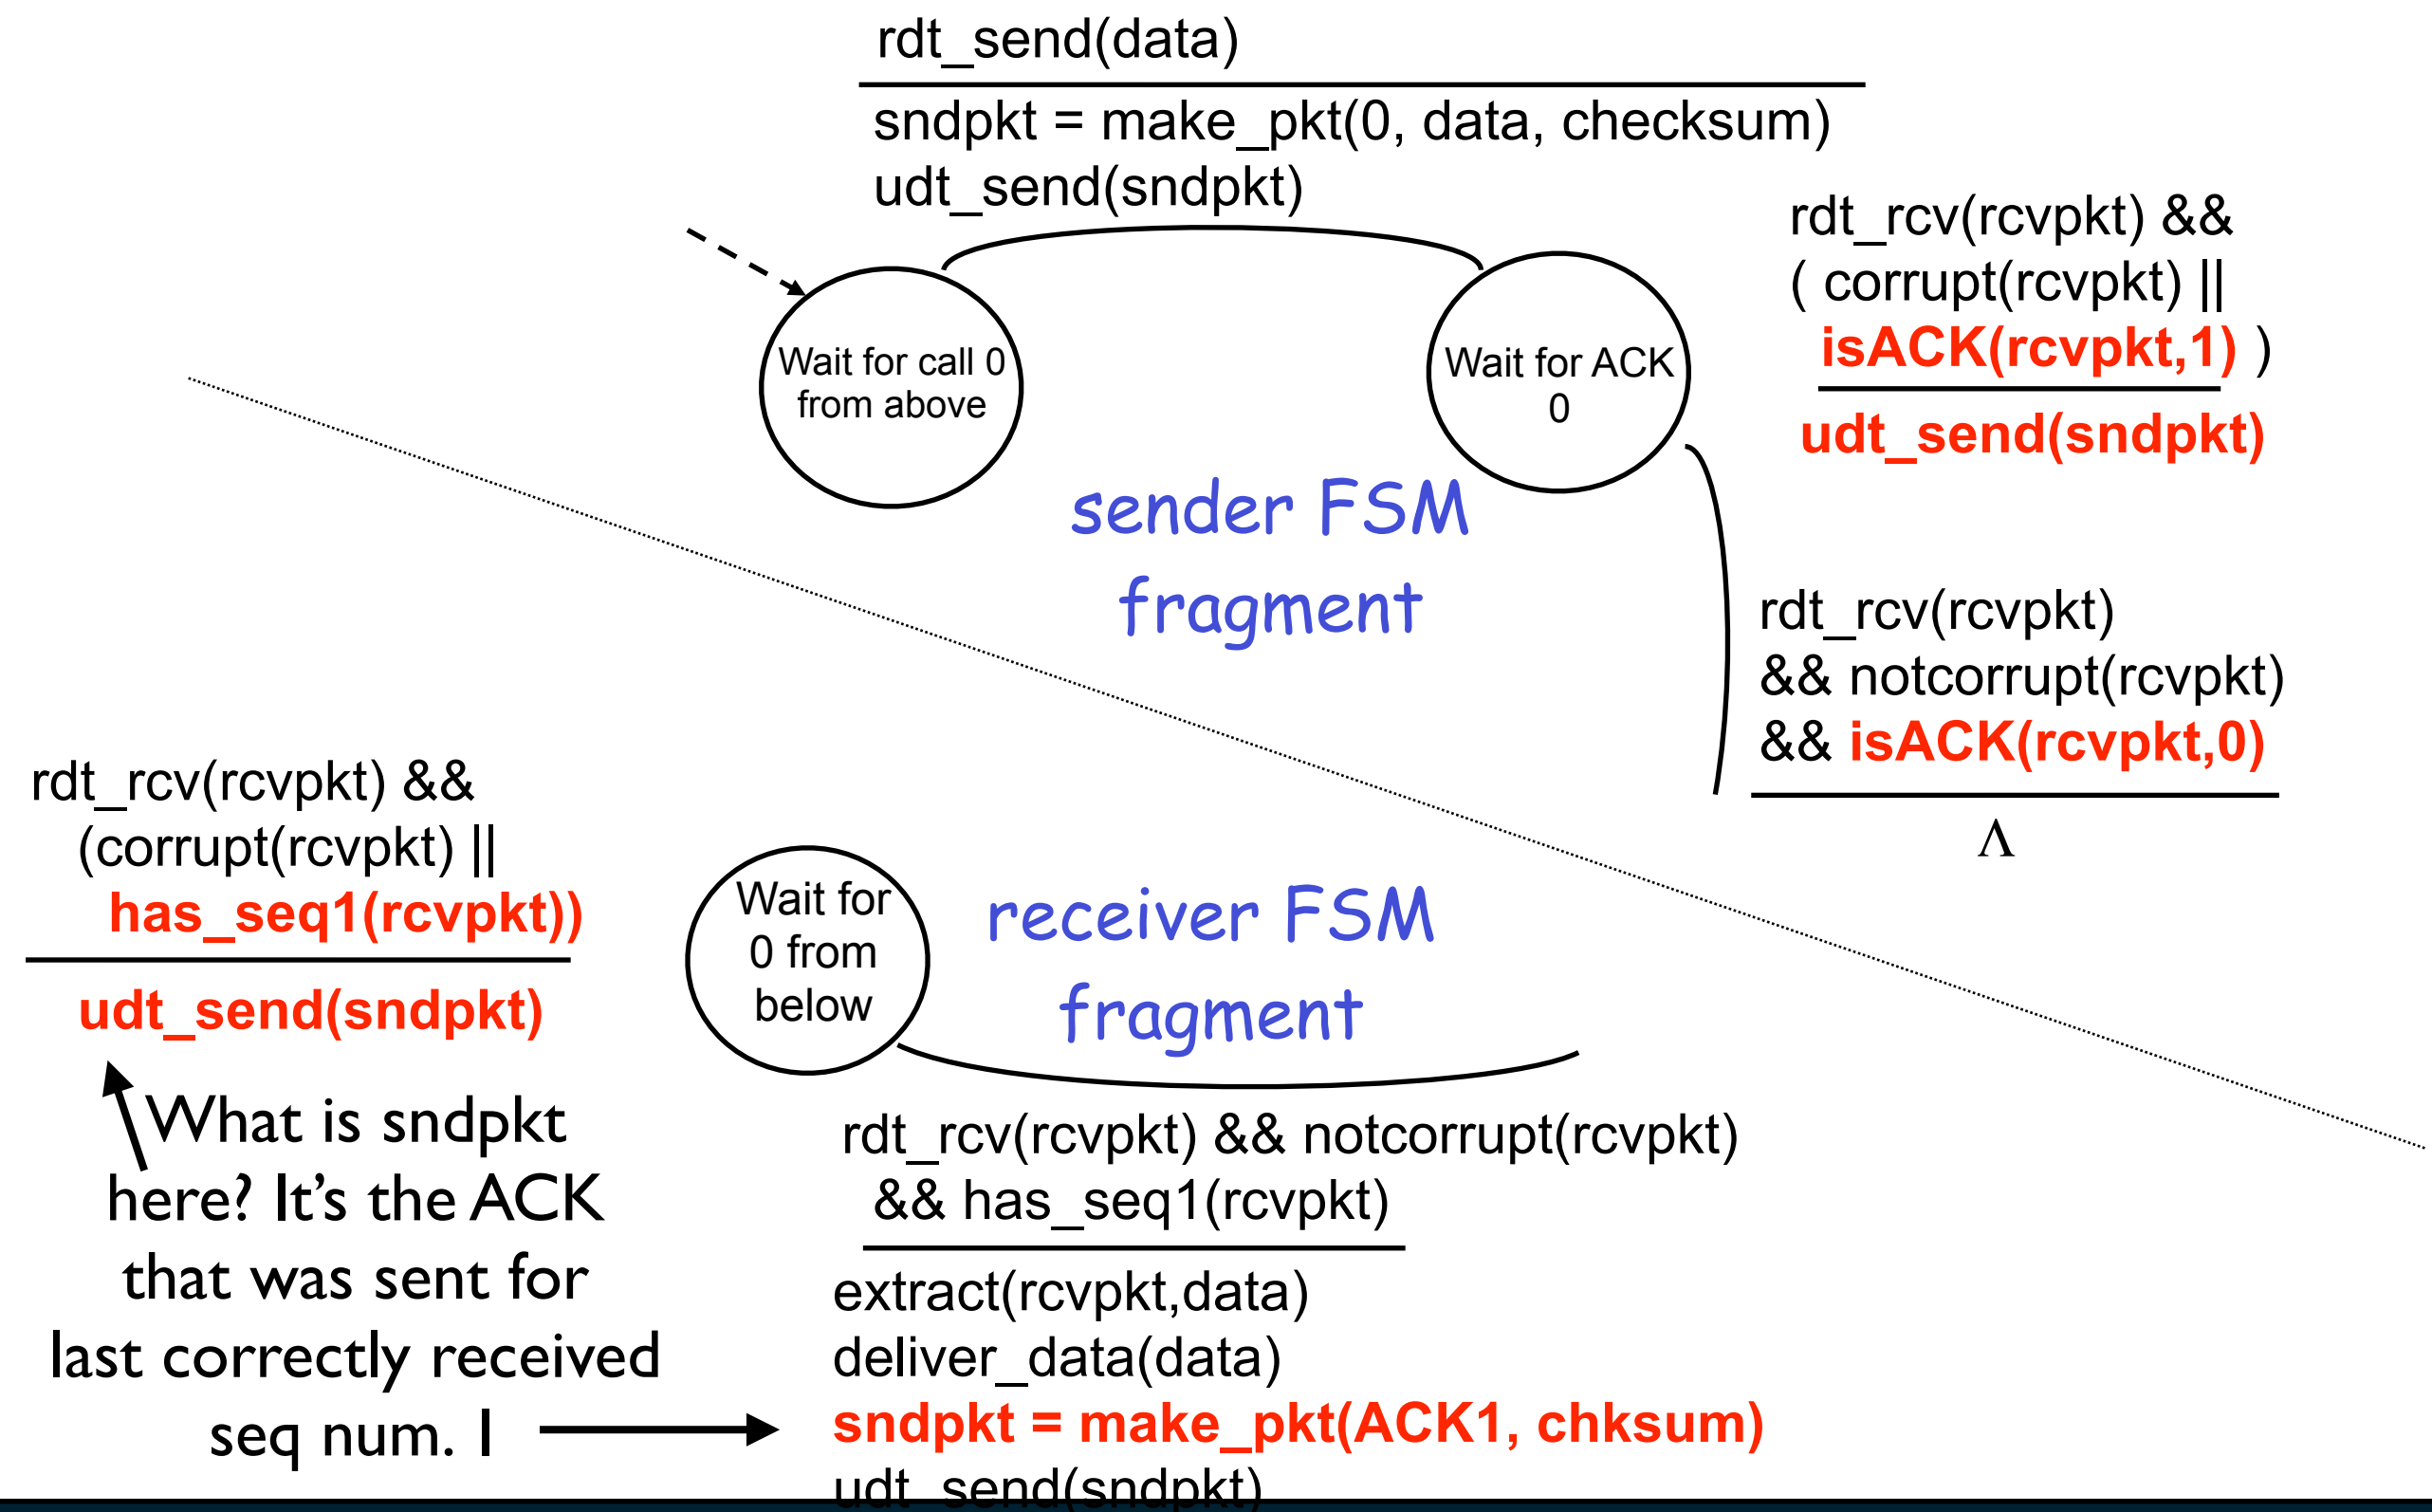 rdt_send(data)
sndpkt = make_pkt(0, data, checksum)
udt_send(sndpkt)
rdt_rcv(rcvpkt) &&
( corrupt(rcvpkt) ||
isACK(rcvpkt,1) )
udt_send(sndpkt)
Wait for call 0
from above
Wait for ACK
0
sender FSM
fragment
rdt_rcv(rcvpkt)
&& notcorrupt(rcvpkt)
&& isACK(rcvpkt,0)
Λ
rdt_rcv(rcvpkt) &&
(corrupt(rcvpkt) ||
has_seq1(rcvpkt))
udt_send(sndpkt)
Wait for
0 from
below
receiver FSM
fragment
What is sndpkt
here? It’s the ACK
that was sent for
last correctly received
seq num. 1
rdt_rcv(rcvpkt) && notcorrupt(rcvpkt)
&& has_seq1(rcvpkt)
extract(rcvpkt,data)
deliver_data(data)
sndpkt = make_pkt(ACK1, chksum)
udt_send(sndpkt)